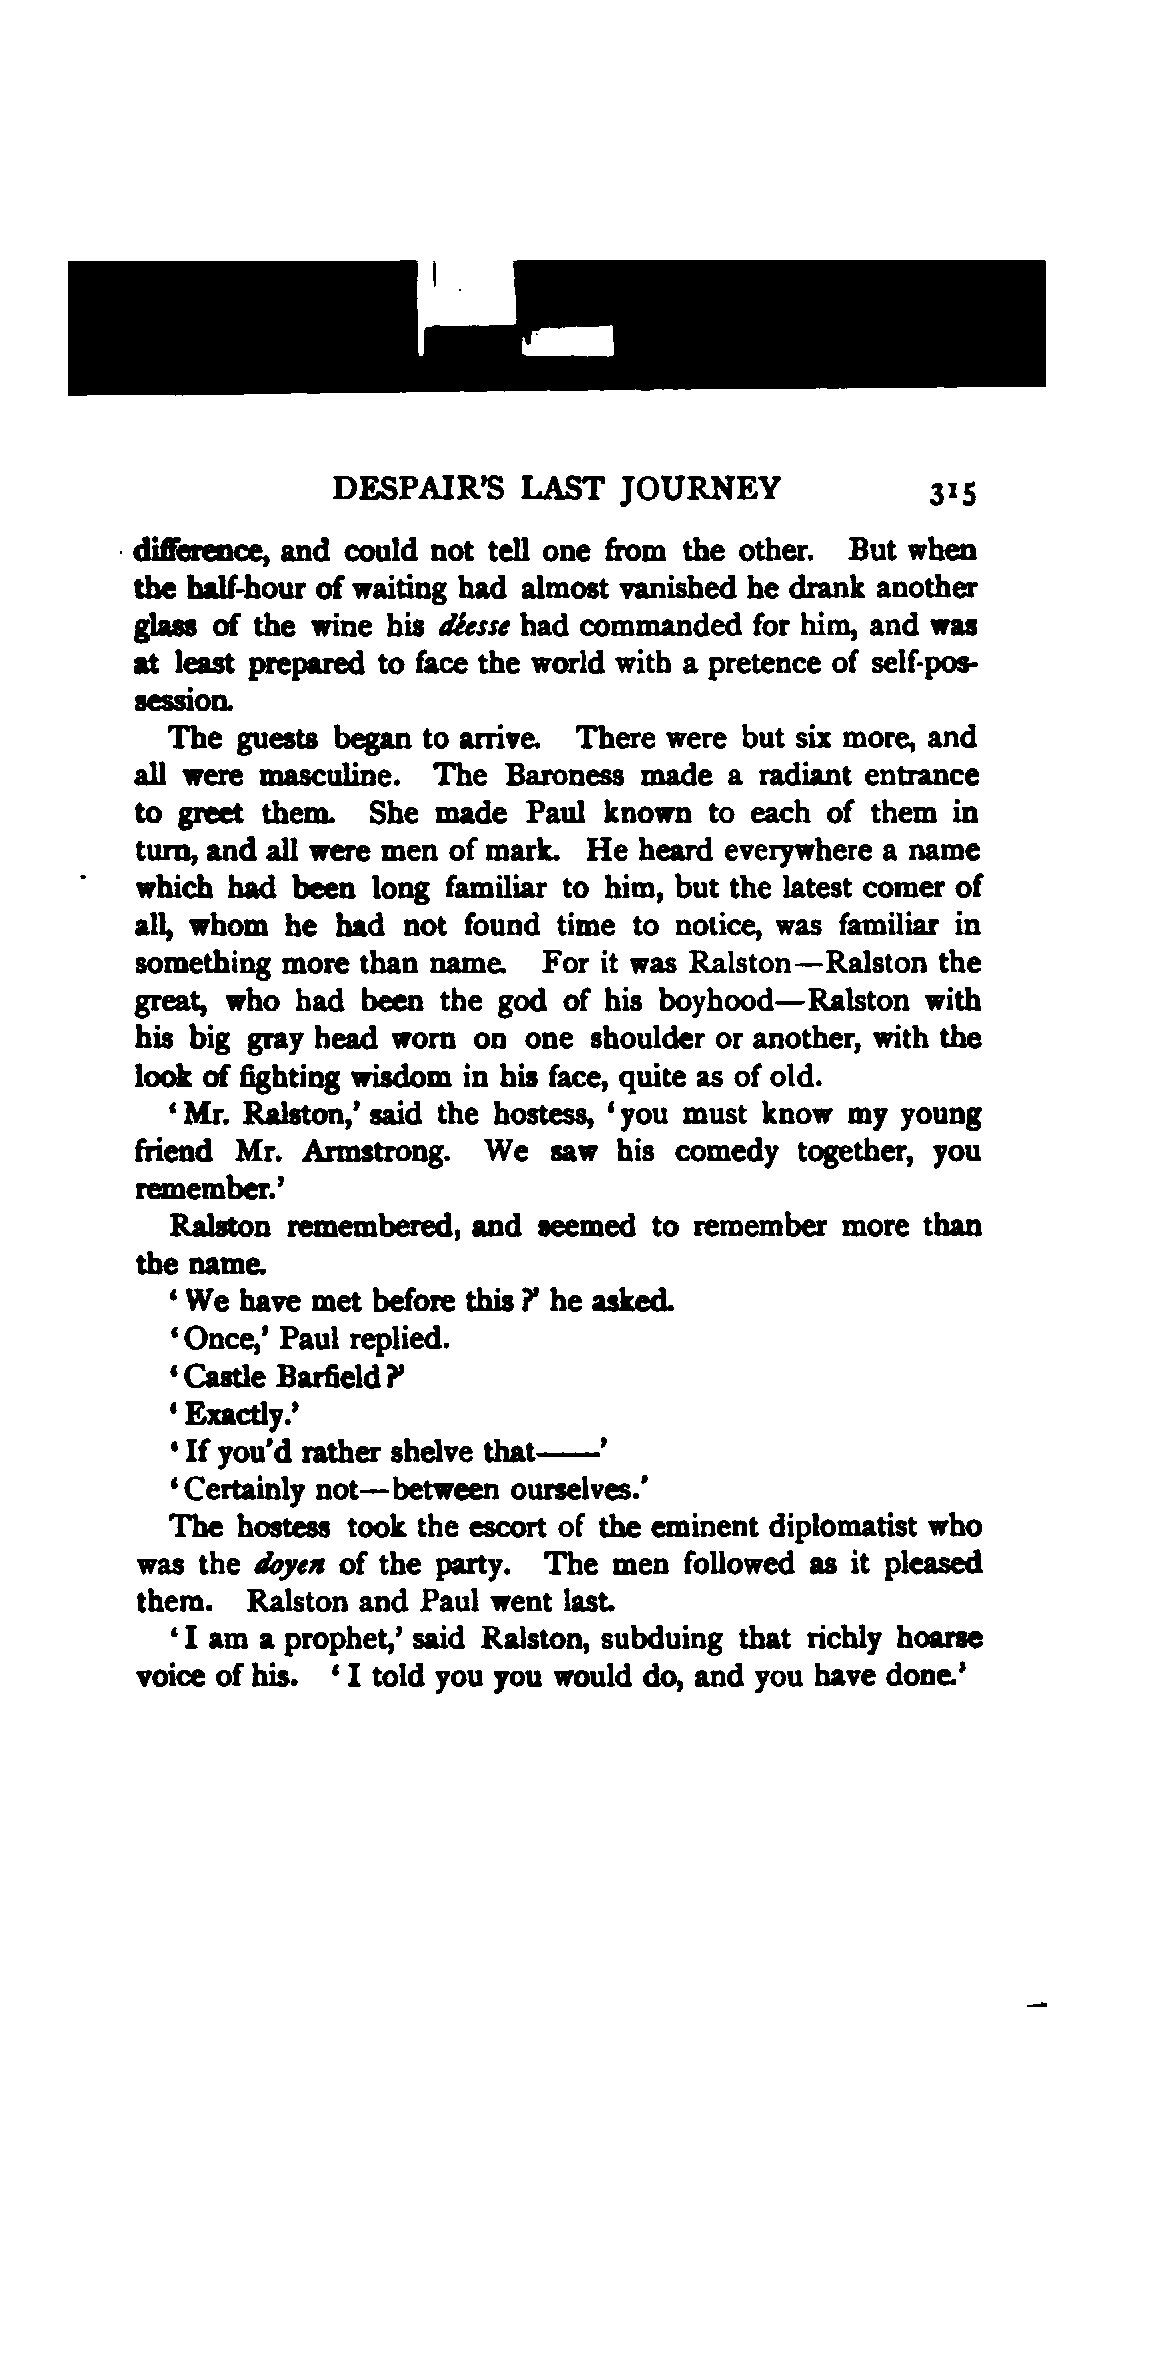 DESPAIR'S LAST JOURNEY 315
difference, and could not tell one from the other. But when
the half-hour of waiting had almost vanished he drank another
glass of the wine his déesse had commanded for him, and was
at least prepared to face the world with a pretence of self-pos-
session.
The guests began to arrive. There were but six more, and
all were masculine. The Baroness made a radiant entrance
to greet them. She made Paul known to each of them in
turn, and all were men of mark. He heard everywhere a name
which had been long familiar to him, but the latest comer of
all, whom he had not found time to notice, was familiar in
something more than name. For it was Ralston—Ralston the
great, who had been the god of his boyhood—Ralston with
his big gray head worn on one shoulder or another, with the
look of fighting wisdom in his face, quite as of old.
‘Mr. Ralston,’ said the hostess, ‘you must know my young
friend Mr. Armstrong. We saw his comedy together, you
remember.’
Ralston remembered, and seemed to remember more than
the name.
‘We have met before this?’ he asked.
‘Once,’ Paul replied.
‘Castle Barfield?’
‘Exactly.’
‘If you'd rather shelve that——’
‘Certainly not—between ourselves.’
The hostess took the escort of the eminent diplomatist who
was the doyen of the party. The men followed as it pleased
them. Ralston and Paul went last.
‘I am a prophet,’ said Ralston, subduing that richly hoarse
voice of his. ‘I told you you would do, and you have done.’